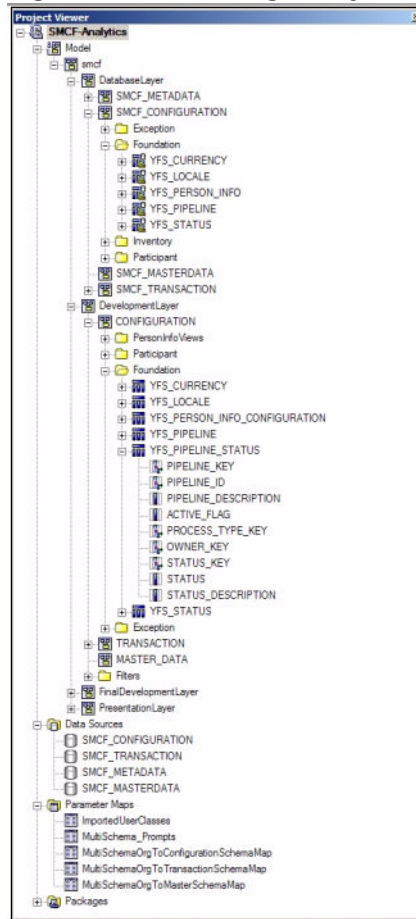 Project Viewer
SMCF-Analytics
Model
smcf
DatabaseLayer
SMCF_METADATA
SMCF_CONFIGURATION
Exception
Foundation
YFS_CURRENCY
YFS_LOCALE
YFS_PERSON_INFO
YFS_PIPELINE
YFS_STATUS
Inventory
Participant
SMCF_MASTERDATA
SMCF_TRANSACTION
DevelopmentLayer
CONFIGURATION
PersonInfoViews
Participant
Foundation
YFS_CURRENCY
YFS_LOCALE
YFS_PERSON_INFO_CONFIGURATION
YFS_PIPELINE
YFS_PIPELINE_STATUS
PIPELINE_KEY
PIPELINE_ID
PIPELINE_DESCRIPTION
ACTIVE_FLAG
PROCESS_TYPE_KEY
OWNER_KEY
STATUS_KEY
STATUS
STATUS_DESCRIPTION
YFS_STATUS
Exception
TRANSACTION
MASTER_DATA
Filters
FinalDevelopmentLayer
PresentationLayer
Data Sources
SMCF_CONFIGURATION
SMCF_TRANSACTION
SMCF_METADATA
SMCF_MASTERDATA
Parameter Maps
ImportedUserClasses
MultiSchema_Prompts
MultiSchemaOrgToConfigurationSchemaMap
MultiSchemaOrgToTransactionSchemaMap
MultiSchemaOrgToMasterSchemaMap
Packages